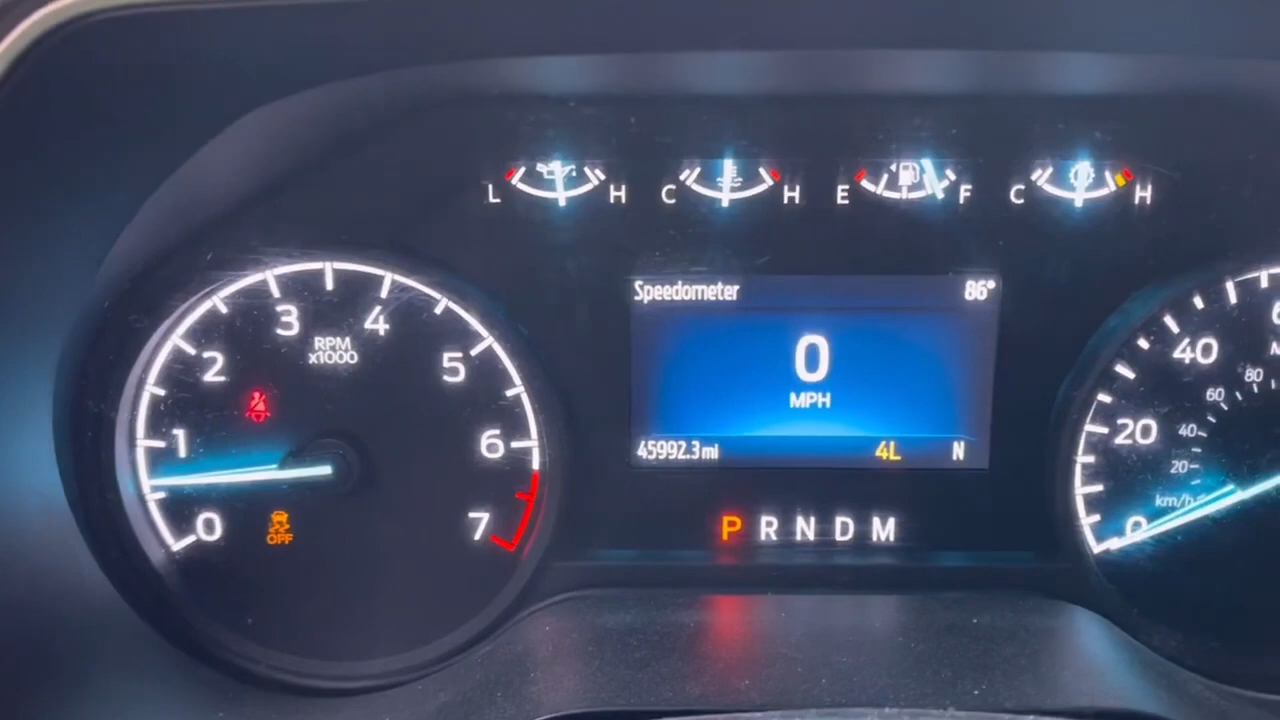 L H C H E F C H
3 4
RPM
x1000
2 5
1 6
0 7
OFF
Speedometer 86°
0
MPH
45992.3mi 4L N
P R N D M
40
80
60
20
40
20
km/h
0